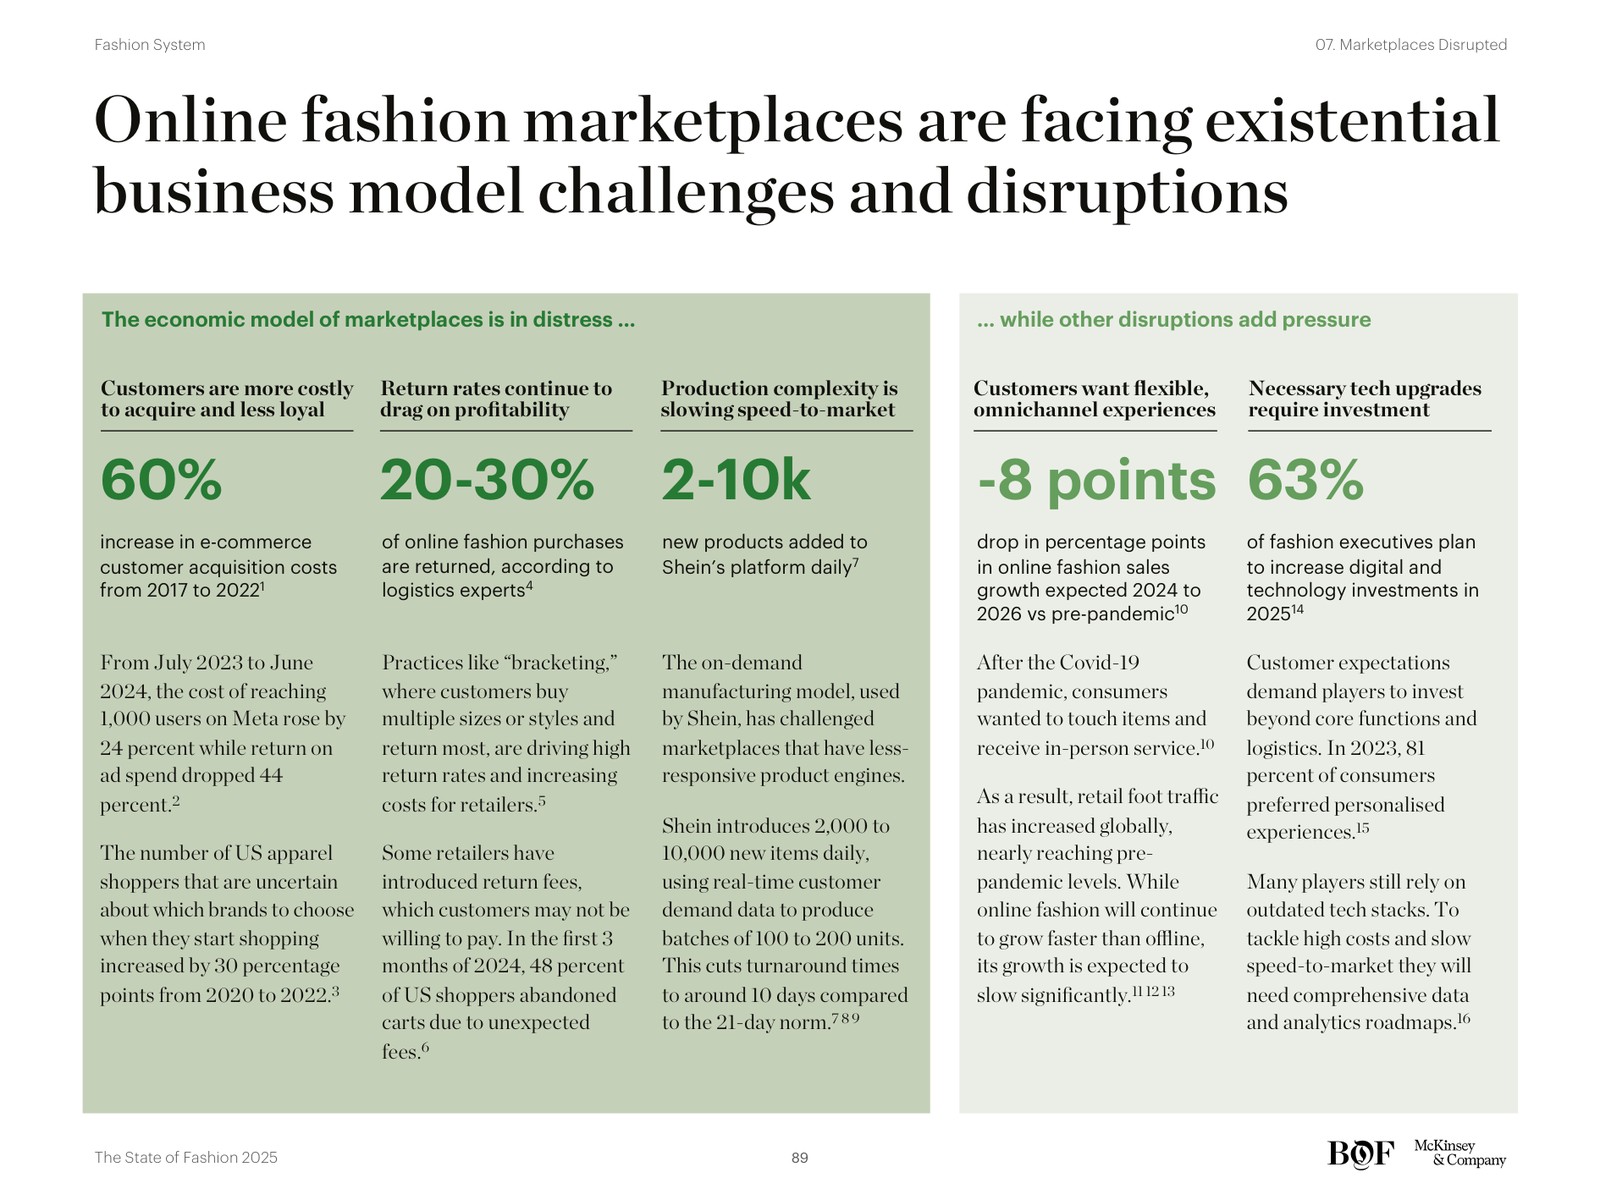 Fashion System
07. Marketplaces Disrupted
Online fashion marketplaces are facing existential
business model challenges and disruptions
The economic model of marketplaces is in distress ...
Customers are more costly
to acquire and less loyal
60%
increase in e-commerce
customer acquisition costs
from 2017 to 2022¹
From July 2023 to June
2024, the cost of reaching
1,000 users on Meta rose by
24 percent while return on
ad spend dropped 44
percent.²
The number of US apparel
shoppers that are uncertain
about which brands to choose
when they start shopping
increased by 30 percentage
points from 2020 to 2022.³
Return rates continue to
drag on profitability
20-30%
of online fashion purchases
are returned, according to
logistics experts⁴
Practices like “bracketing,”
where customers buy
multiple sizes or styles and
return most, are driving high
return rates and increasing
costs for retailers.⁵
Some retailers have
introduced return fees,
which customers may not be
willing to pay. In the first 3
months of 2024, 48 percent
of US shoppers abandoned
carts due to unexpected
fees.⁶
Production complexity is
slowing speed-to-market
2-10k
new products added to
Shein’s platform daily⁷
The on-demand
manufacturing model, used
by Shein, has challenged
marketplaces that have less-
responsive product engines.
Shein introduces 2,000 to
10,000 new items daily,
using real-time customer
demand data to produce
batches of 100 to 200 units.
This cuts turnaround times
to around 10 days compared
to the 21-day norm.⁷ ⁸ ⁹
... while other disruptions add pressure
Customers want flexible,
omnichannel experiences
-8 points
drop in percentage points
in online fashion sales
growth expected 2024 to
2026 vs pre-pandemic¹⁰
After the Covid-19
pandemic, consumers
wanted to touch items and
receive in-person service.¹⁰
As a result, retail foot traffic
has increased globally,
nearly reaching pre-
pandemic levels. While
online fashion will continue
to grow faster than offline,
its growth is expected to
slow significantly.¹¹ ¹² ¹³
Necessary tech upgrades
require investment
63%
of fashion executives plan
to increase digital and
technology investments in
2025¹⁴
Customer expectations
demand players to invest
beyond core functions and
logistics. In 2023, 81
percent of consumers
preferred personalised
experiences.¹⁵
Many players still rely on
outdated tech stacks. To
tackle high costs and slow
speed-to-market they will
need comprehensive data
and analytics roadmaps.¹⁶
The State of Fashion 2025
89
BOF
McKinsey
& Company